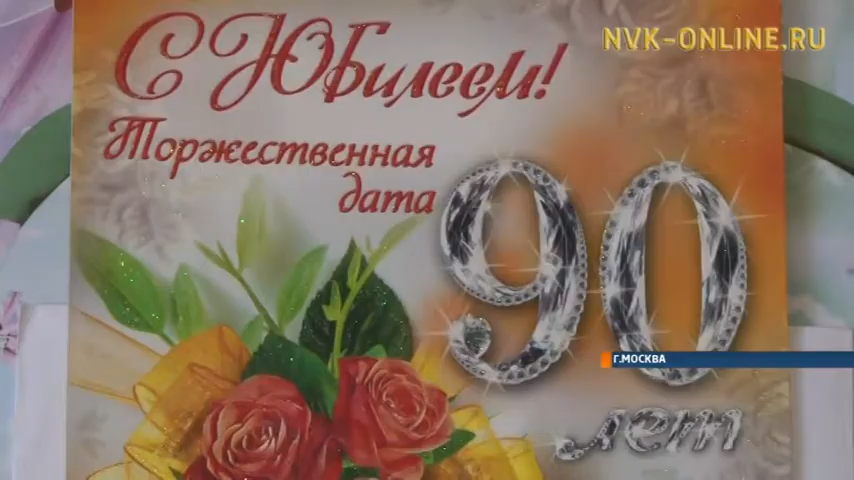 NVK-ONLINE.RU
С Юбилеем!
Торжественная
дата
90
лет
Г.МОСКВА